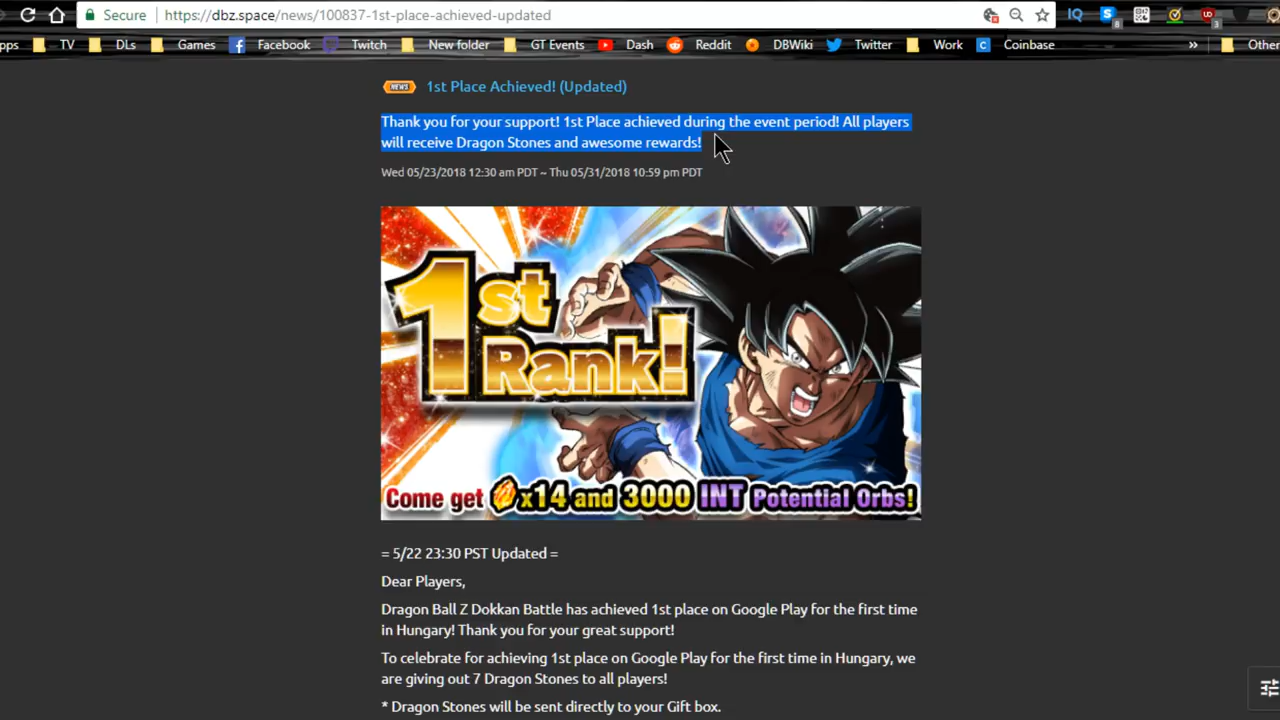 Secure https://dbz.space/news/100837-1st-place-achieved-updated
TV DLs Games Facebook Twitch New folder GT Events Dash Reddit DBWiki Twitter Work Coinbase » Other
NEWS 1st Place Achieved! (Updated)
Thank you for your support! 1st Place achieved during the event period! All players
will receive Dragon Stones and awesome rewards!
Wed 05/23/2018 12:30 am PDT ~ Thu 05/31/2018 10:59 pm PDT
1st
Rank!
Come get x14 and 3000 INT Potential Orbs!
= 5/22 23:30 PST Updated =
Dear Players,
Dragon Ball Z Dokkan Battle has achieved 1st place on Google Play for the first time
in Hungary! Thank you for your great support!
To celebrate for achieving 1st place on Google Play for the first time in Hungary, we
are giving out 7 Dragon Stones to all players!
* Dragon Stones will be sent directly to your Gift box.